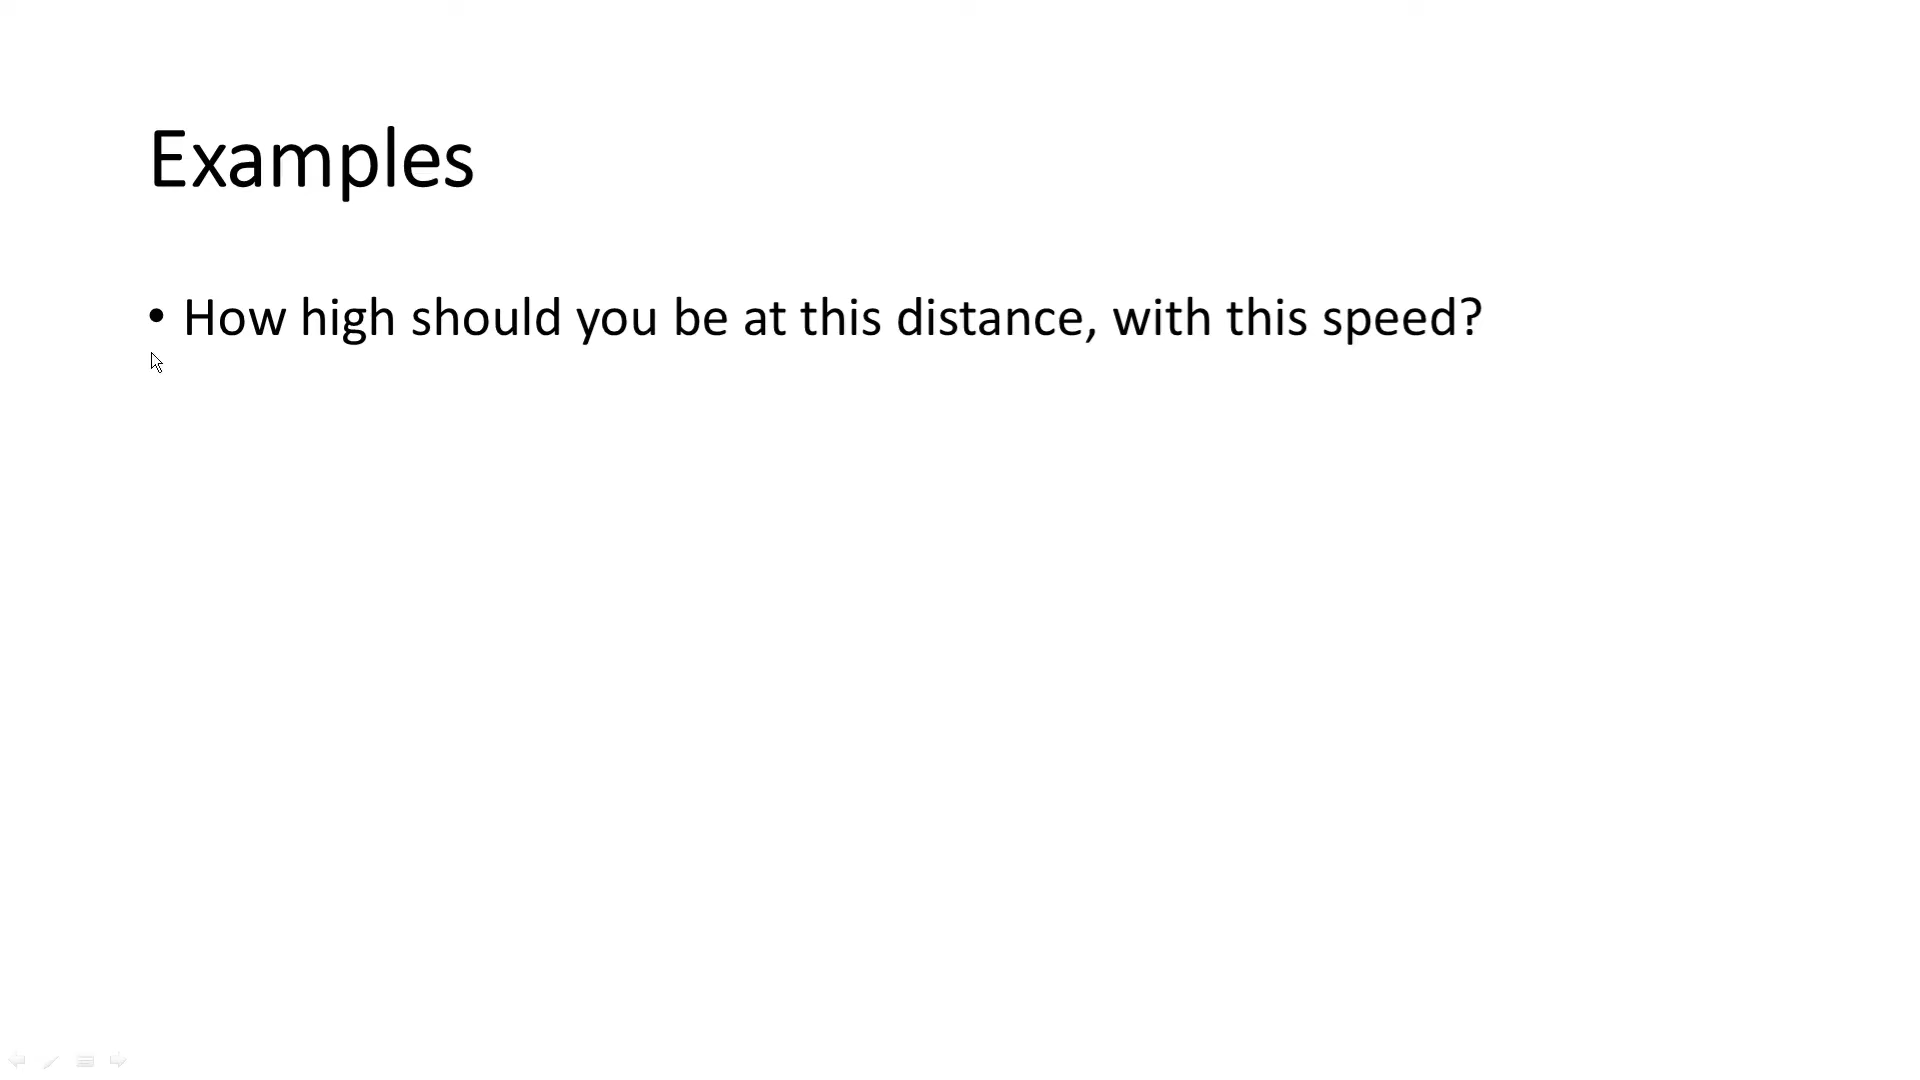 Examples
• How high should you be at this distance, with this speed?